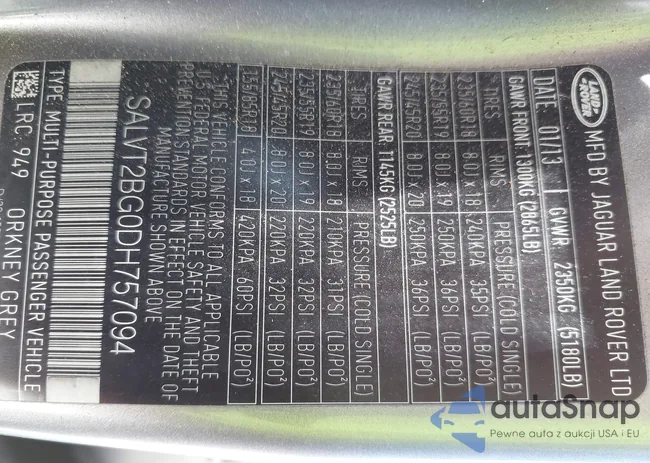 LAND ROVER
MFD BY JAGUAR LAND ROVER LTD
DATE: 01/13 GVWR 2350KG (5180LB)
GAWR FRONT: 1300KG (2865LB)
TIRES RIMS PRESSURE (COLD SINGLE)
235/60R18 8.0J x 18 240KPA 35PSI (LB/PO²)
235/55R19 8.0J x 19 250KPA 36PSI (LB/PO²)
245/45R20 8.0J x 20 250KPA 36PSI (LB/PO²)
GAWR REAR: 1145KG (2525LB)
TIRES RIMS PRESSURE (COLD SINGLE)
235/60R18 8.0J x 18 210KPA 31PSI (LB/PO²)
235/55R19 8.0J x 19 220KPA 32PSI (LB/PO²)
245/45R20 8.0J x 20 220KPA 32PSI (LB/PO²)
155/85R18 4.0J x 18 420KPA 60PSI (LB/PO²)
THIS VEHICLE CONFORMS TO ALL APPLICABLE
U.S FEDERAL MOTOR VEHICLE SAFETY AND THEFT
PREVENTION STANDARDS IN EFFECT ON THE DATE OF
MANUFACTURE SHOWN ABOVE
SALVT2BG0DH757094
TYPE: MULTI-PURPOSE PASSENGER VEHICLE
LRC: 949 ORKNEY GREY
autoSnap
Pewne auta z aukcji USA i EU